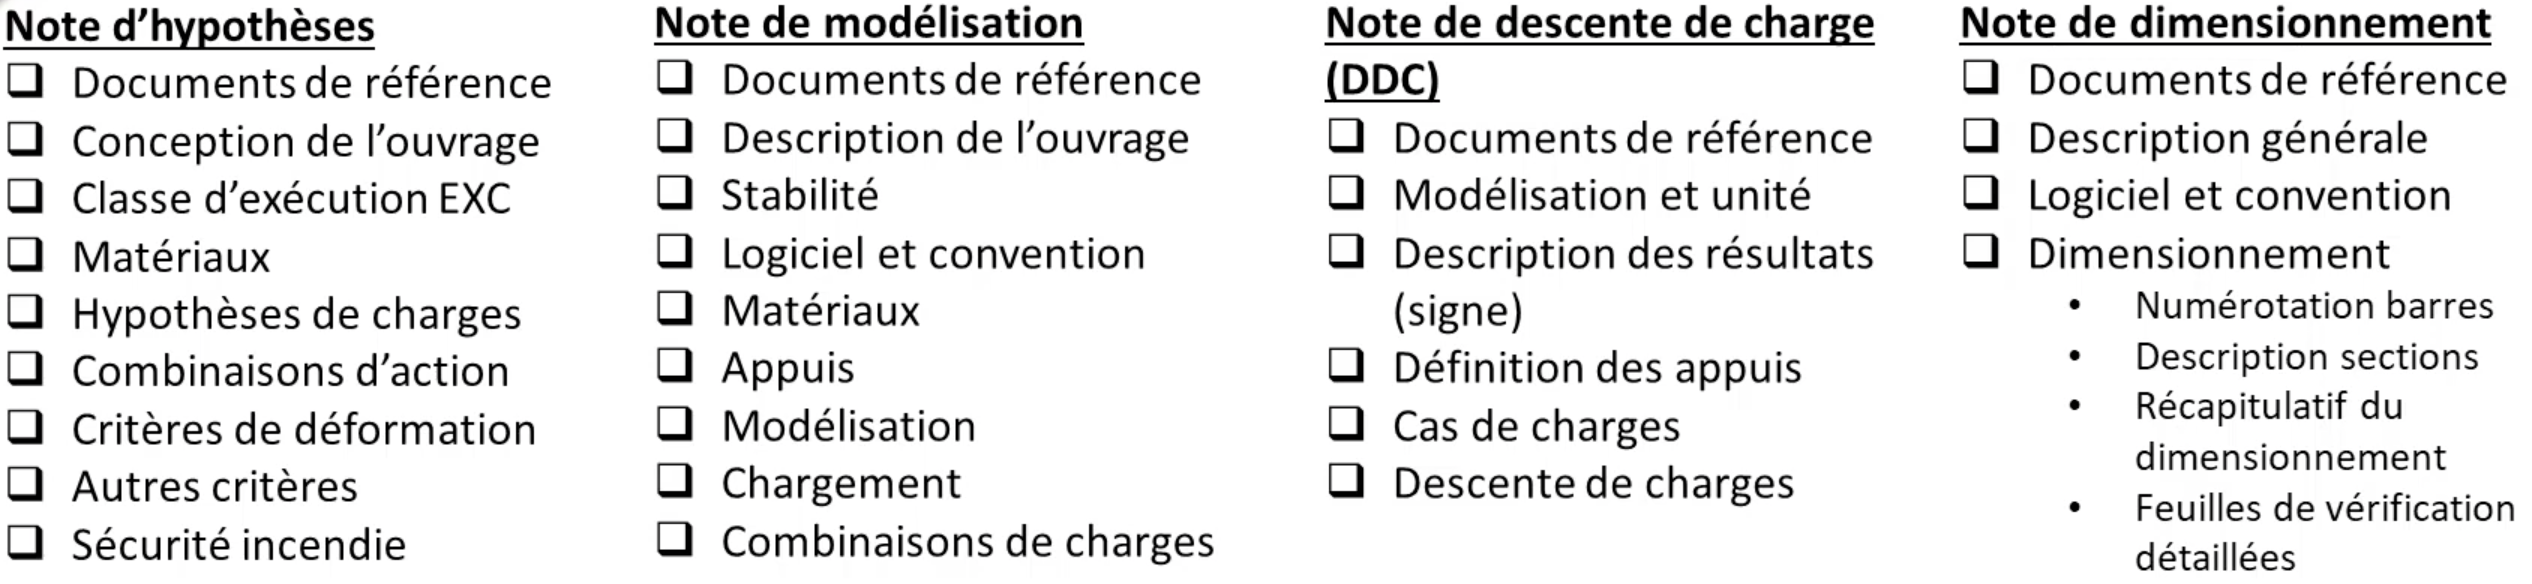 Note d’hypothèses
Documents de référence
Conception de l’ouvrage
Classe d’exécution EXC
Matériaux
Hypothèses de charges
Combinaisons d’action
Critères de déformation
Autres critères
Sécurité incendie
Note de modélisation
Documents de référence
Description de l’ouvrage
Stabilité
Logiciel et convention
Matériaux
Appuis
Modélisation
Chargement
Combinaisons de charges
Note de descente de charge
(DDC)
Documents de référence
Modélisation et unité
Description des résultats
(signe)
Définition des appuis
Cas de charges
Descente de charges
Note de dimensionnement
Documents de référence
Description générale
Logiciel et convention
Dimensionnement
• Numérotation barres
• Description sections
• Récapitulatif du
dimensionnement
• Feuilles de vérification
détaillées